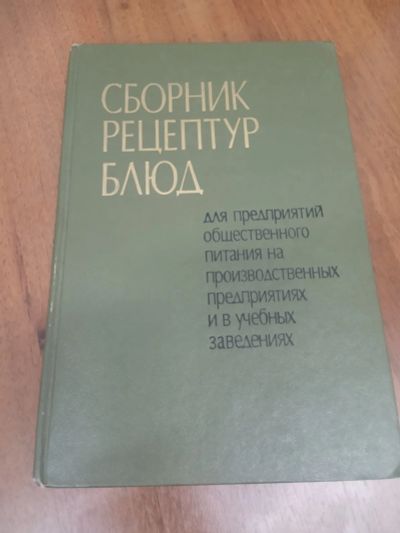 СБОРНИК
РЕЦЕПТУР
БЛЮД
для предприятий
общественного
питания на
производственных
предприятиях
и в учебных
заведениях